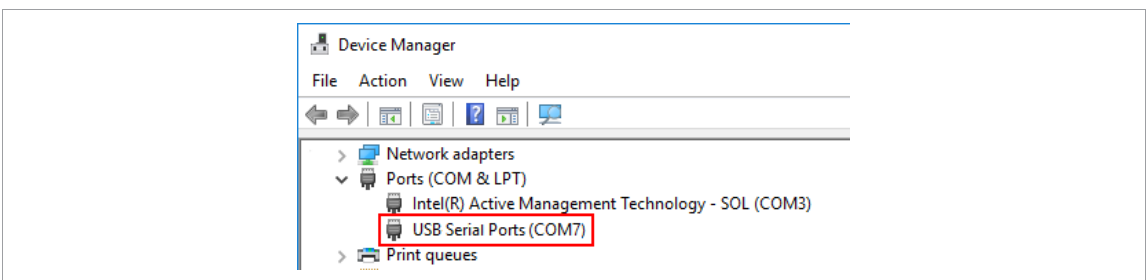 Device Manager
File Action View Help
Network adapters
Ports (COM & LPT)
Intel(R) Active Management Technology - SOL (COM3)
USB Serial Ports (COM7)
Print queues